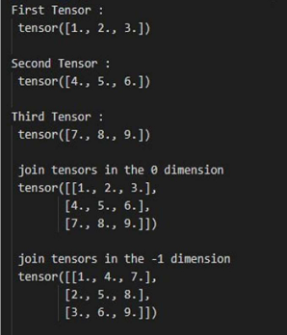 First Tensor :
tensor([1., 2., 3.])
Second Tensor :
tensor([4., 5., 6.])
Third Tensor :
tensor([7., 8., 9.])
join tensors in the 0 dimension
tensor([[1., 2., 3.],
[4., 5., 6.],
[7., 8., 9.]])
join tensors in the -1 dimension
tensor([[1., 4., 7.],
[2., 5., 8.],
[3., 6., 9.]])